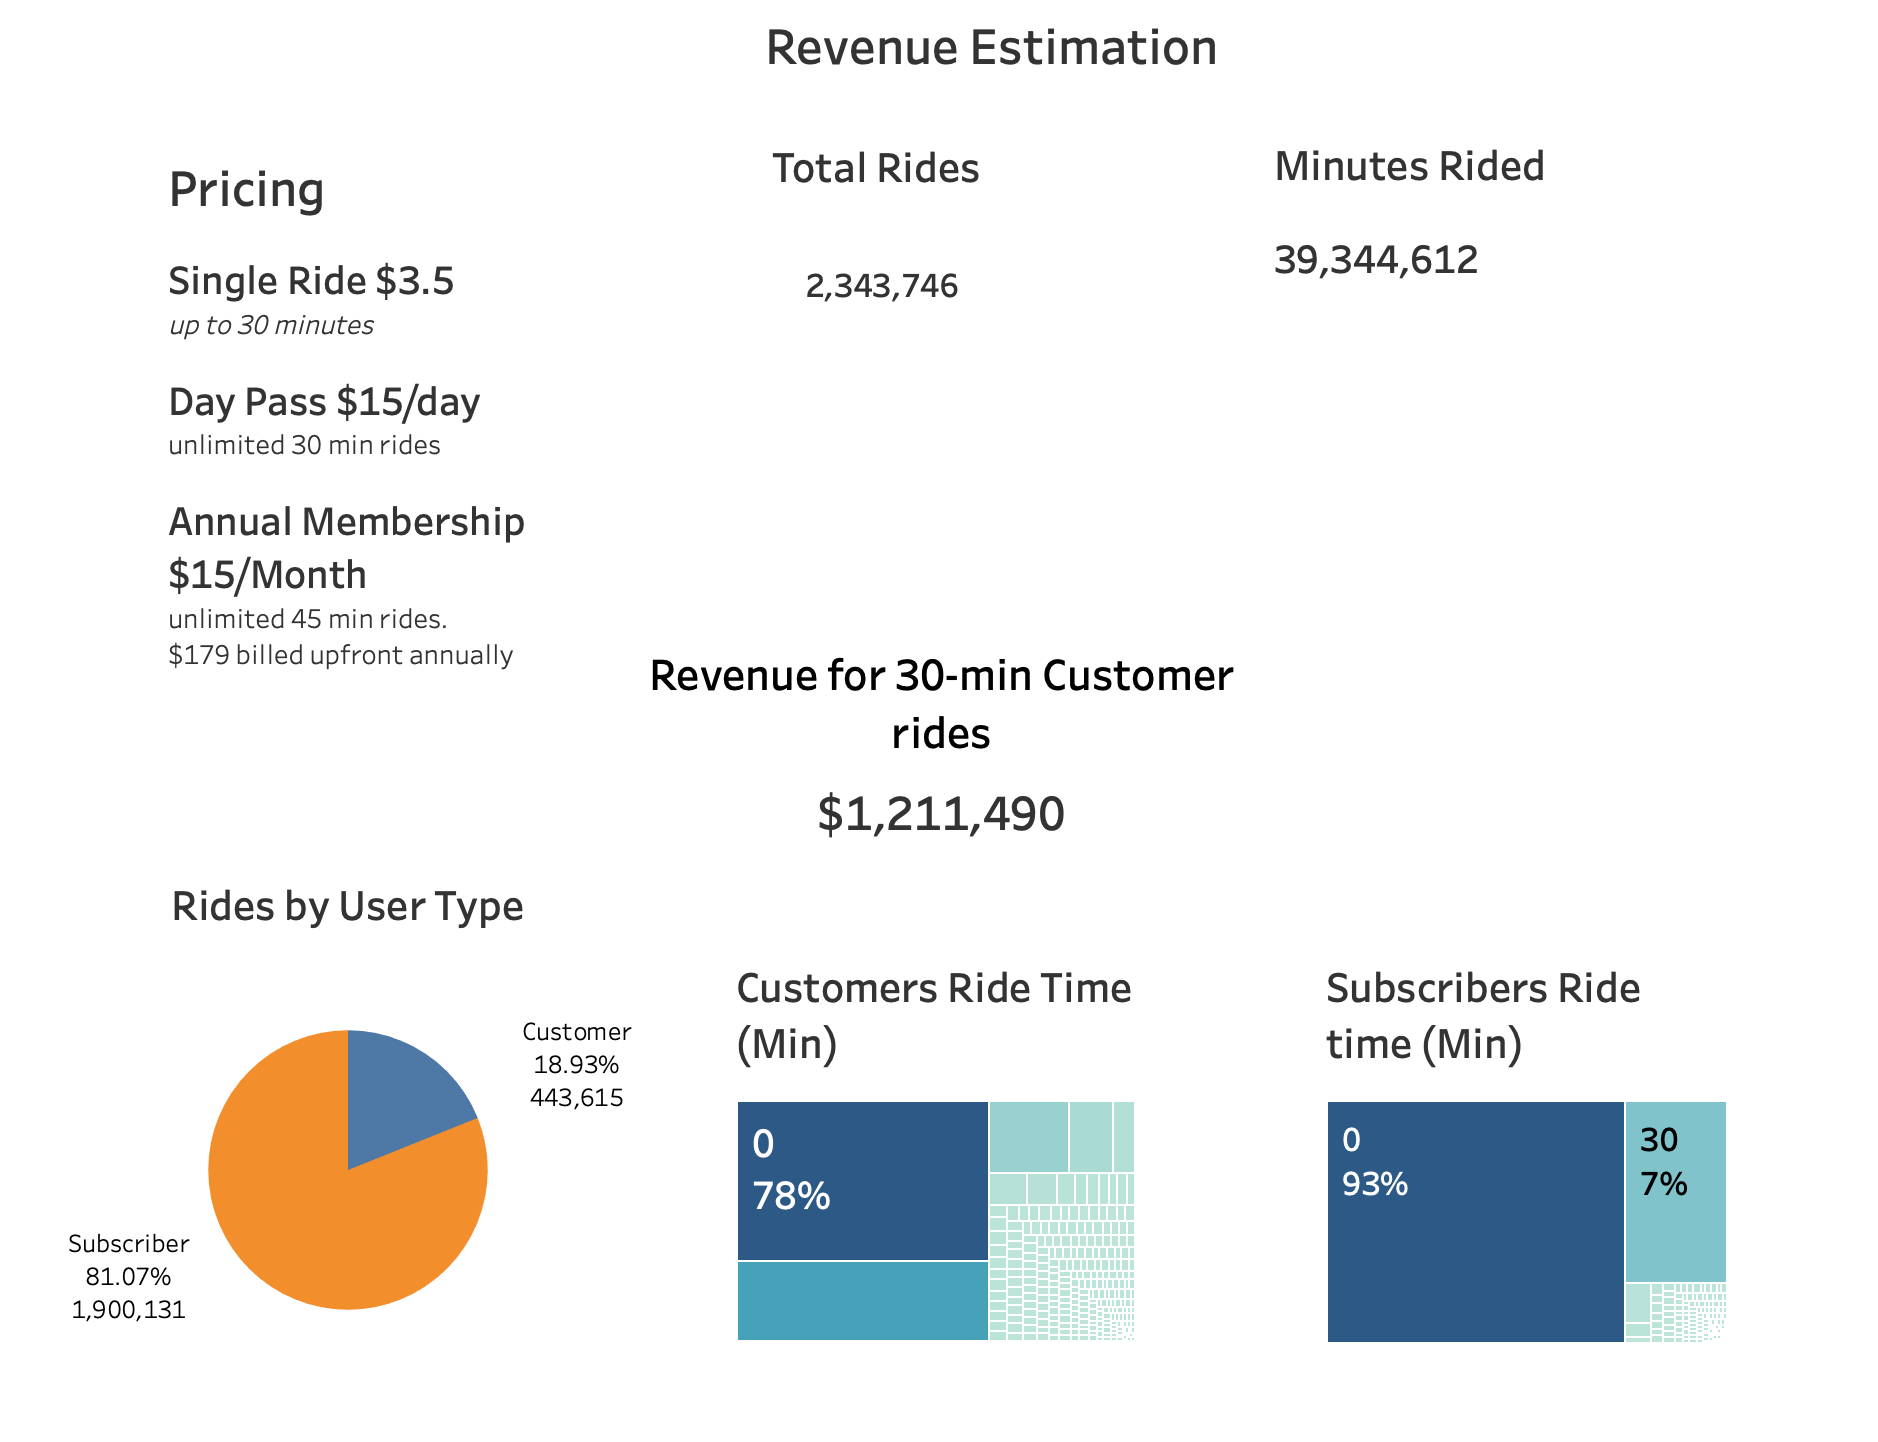 Revenue Estimation
Pricing
Single Ride $3.5
up to 30 minutes
Day Pass $15/day
unlimited 30 min rides
Annual Membership
$15/Month
unlimited 45 min rides.
$179 billed upfront annually
Total Rides
2,343,746
Minutes Rided
39,344,612
Revenue for 30-min Customer
rides
$1,211,490
Rides by User Type
Customer
18.93%
443,615
Subscriber
81.07%
1,900,131
Customers Ride Time
(Min)
0
78%
Subscribers Ride
time (Min)
0
93%
30
7%